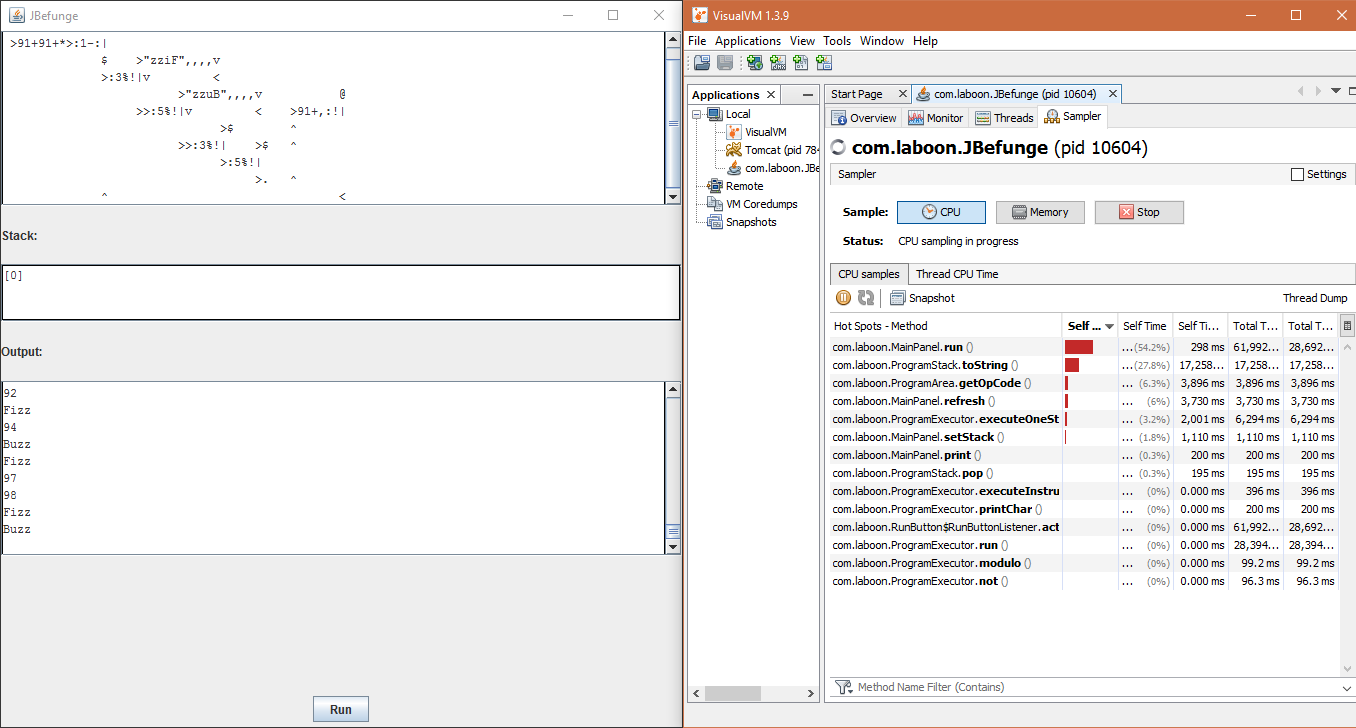 JBefunge
>91+91+*>:1-:|
$    >"zziF",,,,v
>:3%!|v         <
>"zzuB",,,,v           @
>>:5%!|v         <    >91+,:!|
>$        ^
>>:3%!|    >$   ^
>:5%!|
>.   ^
^                                 <
Stack:
[0]
Output:
92
Fizz
94
Buzz
Fizz
97
98
Fizz
Buzz
Run
VisualVM 1.3.9
File Applications View Tools Window Help
Applications
Local
VisualVM
Tomcat (pid 784
com.laboon.JBe
Remote
VM Coredumps
Snapshots
Start Page com.laboon.JBefunge (pid 10604)
Overview Monitor Threads Sampler
com.laboon.JBefunge (pid 10604)
Sampler Settings
Sample: CPU Memory Stop
Status: CPU sampling in progress
CPU samples Thread CPU Time
Snapshot Thread Dump
Hot Spots - Method Self ... Self Time Self Ti... Total T... Total T...
com.laboon.MainPanel.run () ...(54.2%) 298 ms 61,992... 28,692...
com.laboon.ProgramStack.toString () ...(27.8%) 17,258... 17,258... 17,258...
com.laboon.ProgramArea.getOpCode () ... (6.3%) 3,896 ms 3,896 ms 3,896 ms
com.laboon.MainPanel.refresh () ... (6%) 3,730 ms 3,730 ms 3,730 ms
com.laboon.ProgramExecutor.executeOneSt ... (3.2%) 2,001 ms 6,294 ms 6,294 ms
com.laboon.MainPanel.setStack () ... (1.8%) 1,110 ms 1,110 ms 1,110 ms
com.laboon.MainPanel.print () ... (0.3%) 200 ms 200 ms 200 ms
com.laboon.ProgramStack.pop () ... (0.3%) 195 ms 195 ms 195 ms
com.laboon.ProgramExecutor.executeInstru ... (0%) 0.000 ms 396 ms 396 ms
com.laboon.ProgramExecutor.printChar () ... (0%) 0.000 ms 200 ms 200 ms
com.laboon.RunButton$RunButtonListener.act ... (0%) 0.000 ms 61,992... 28,692...
com.laboon.ProgramExecutor.run () ... (0%) 0.000 ms 28,394... 28,394...
com.laboon.ProgramExecutor.modulo () ... (0%) 0.000 ms 99.2 ms 99.2 ms
com.laboon.ProgramExecutor.not () ... (0%) 0.000 ms 96.3 ms 96.3 ms
Method Name Filter (Contains)